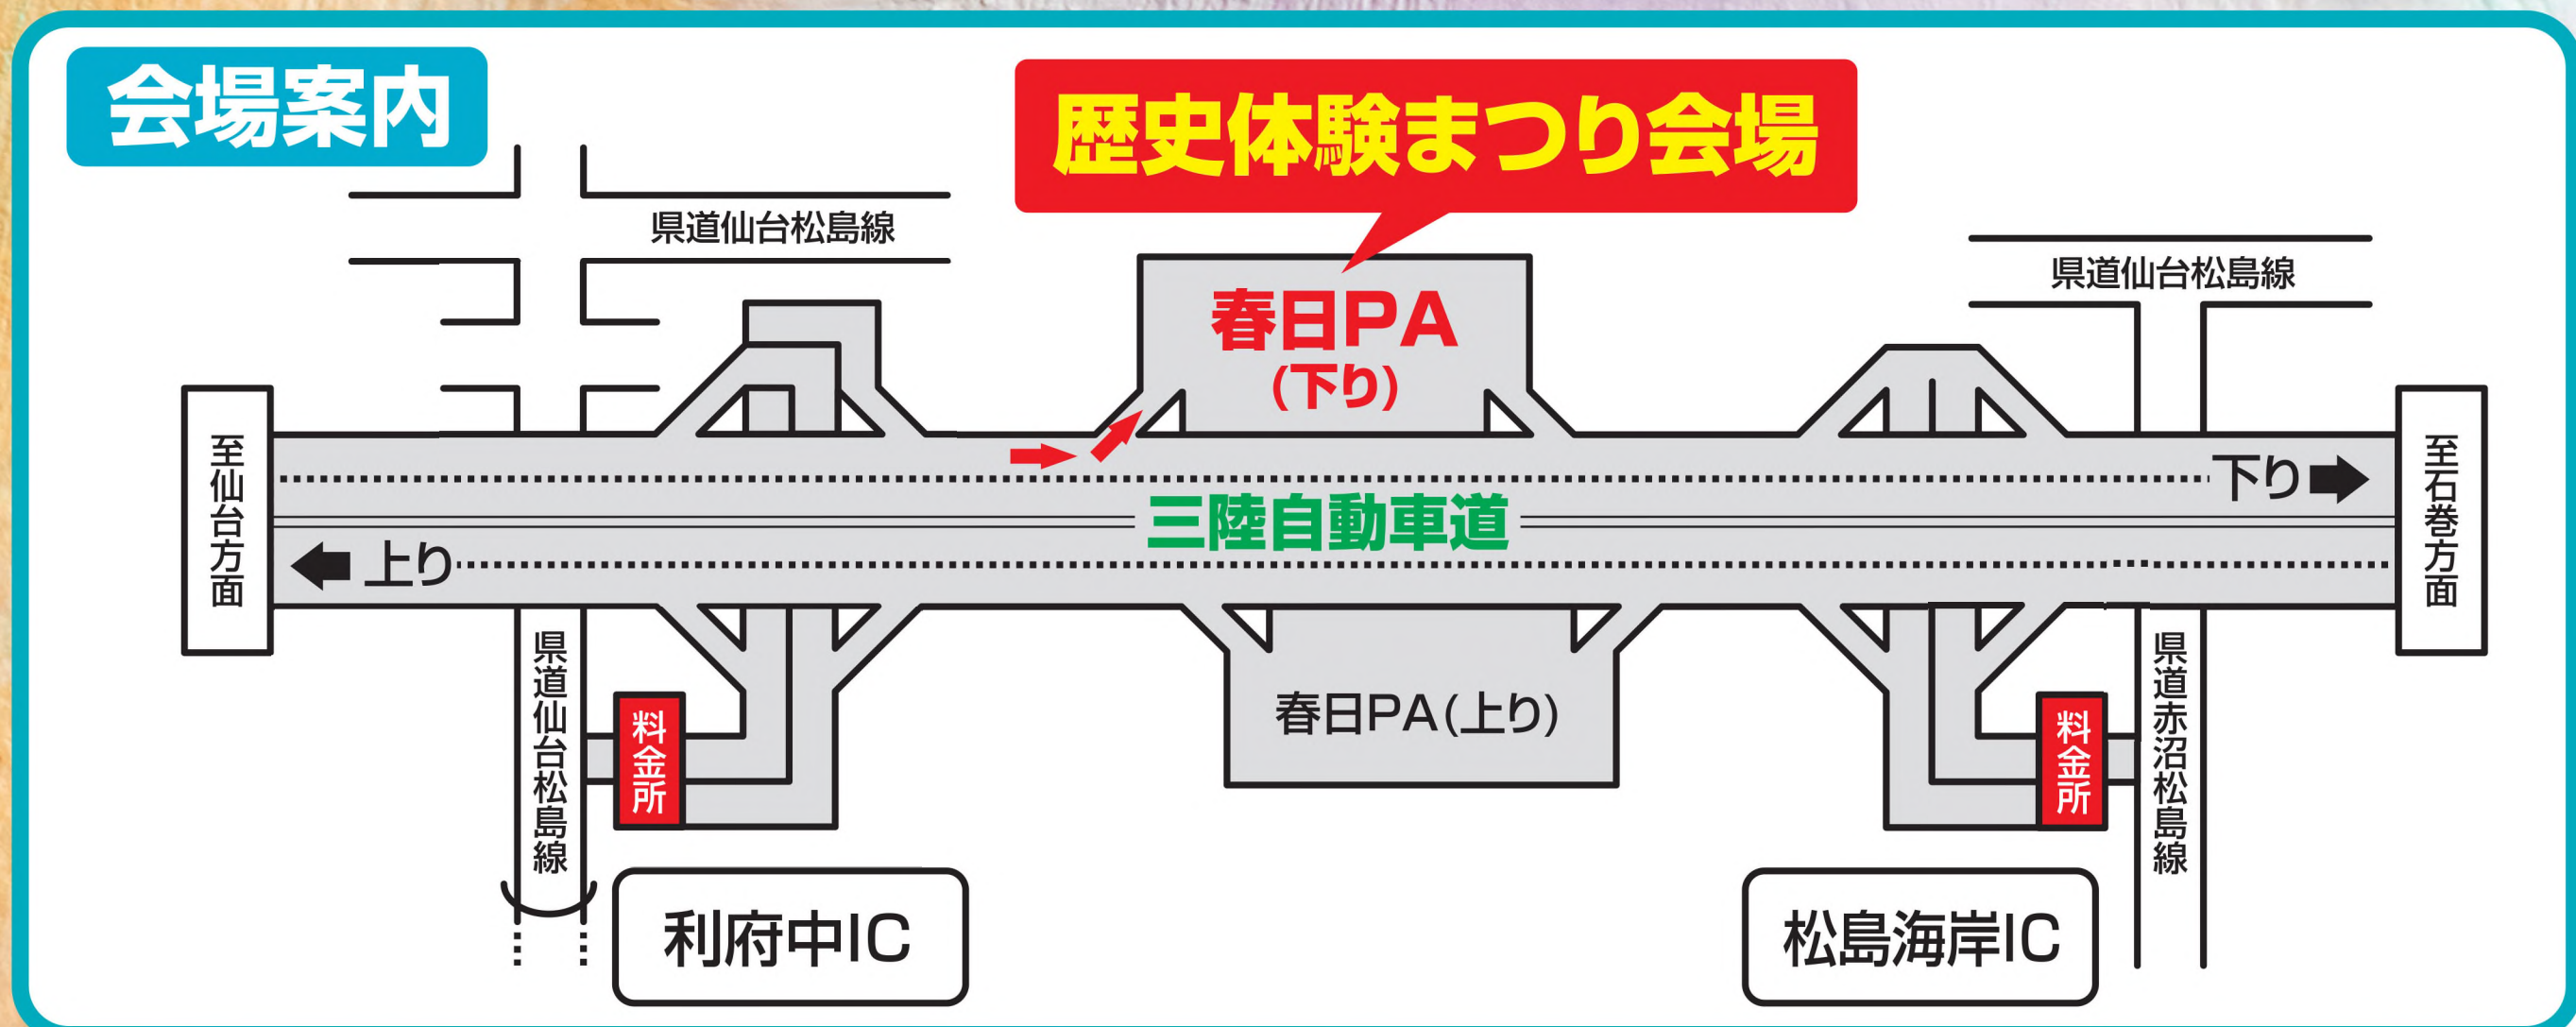 会場案内
歴史体験まつり会場
県道仙台松島線
県道仙台松島線
春日PA
(下り)
至仙台方面
下り
至石巻方面
三陸自動車道
上り
県道仙台松島線
料金所
春日PA(上り)
料金所
県道赤沼松島線
利府中IC
松島海岸IC